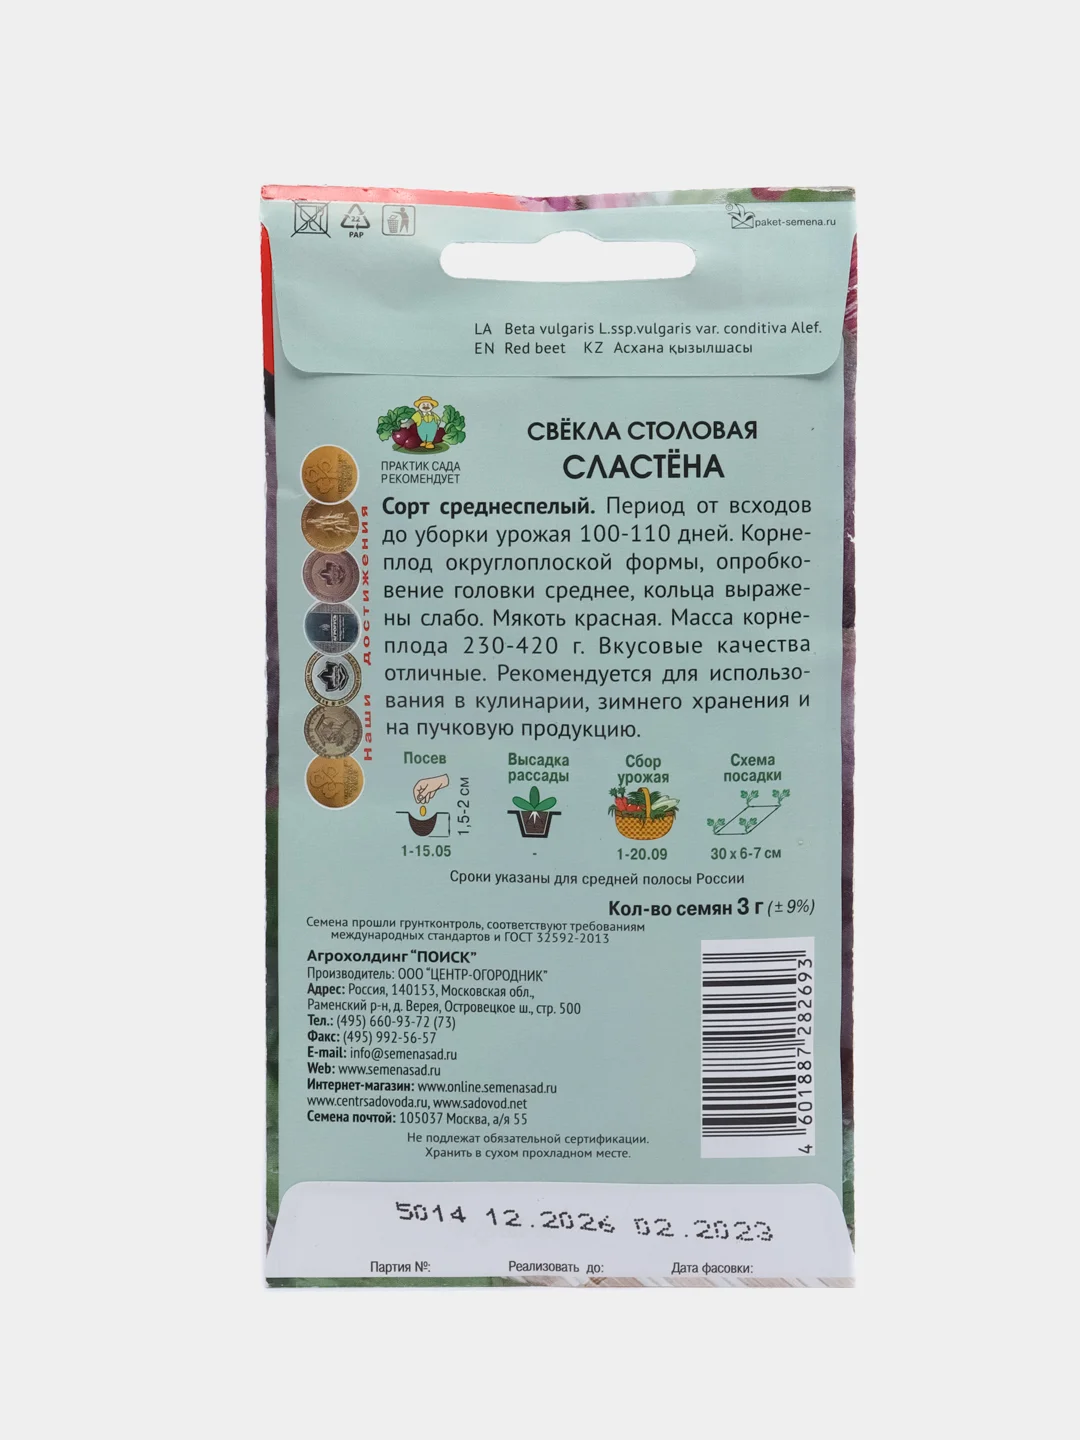 22
PAP
paket-semena.ru
LA Beta vulgaris L.ssp.vulgaris var. conditiva Alef.
EN Red beet KZ Асхана қызылшасы
ПРАКТИК САДА
РЕКОМЕНДУЕТ
СВЁКЛА СТОЛОВАЯ
СЛАСТЁНА
Наши достижения
Сорт среднеспелый. Период от всходов
до уборки урожая 100-110 дней. Корне-
плод округлоплоской формы, опробко-
вение головки среднее, кольца выраже-
ны слабо. Мякоть красная. Масса корне-
плода 230-420 г. Вкусовые качества
отличные. Рекомендуется для использо-
вания в кулинарии, зимнего хранения и
на пучковую продукцию.
Посев
1,5-2 см
1-15.05
Высадка
рассады
-
Сбор
урожая
1-20.09
Схема
посадки
30 х 6-7 см
Сроки указаны для средней полосы России
Кол-во семян 3 г (± 9%)
Семена прошли грунтконтроль, соответствуют требованиям
международных стандартов и ГОСТ 32592-2013
Агрохолдинг “ПОИСК”
Производитель: ООО “ЦЕНТР-ОГОРОДНИК”
Адрес: Россия, 140153, Московская обл.,
Раменский р-н, д. Верея, Островецкое ш., стр. 500
Тел.: (495) 660-93-72 (73)
Факс: (495) 992-56-57
E-mail: info@semenasad.ru
Web: www.semenasad.ru
Интернет-магазин: www.online.semenasad.ru
www.centrsadovoda.ru, www.sadovod.net
Семена почтой: 105037 Москва, а/я 55
Не подлежат обязательной сертификации.
Хранить в сухом прохладном месте.
4 601887 282693
5014 12.2026 02.2023
Партия №: Реализовать до: Дата фасовки: